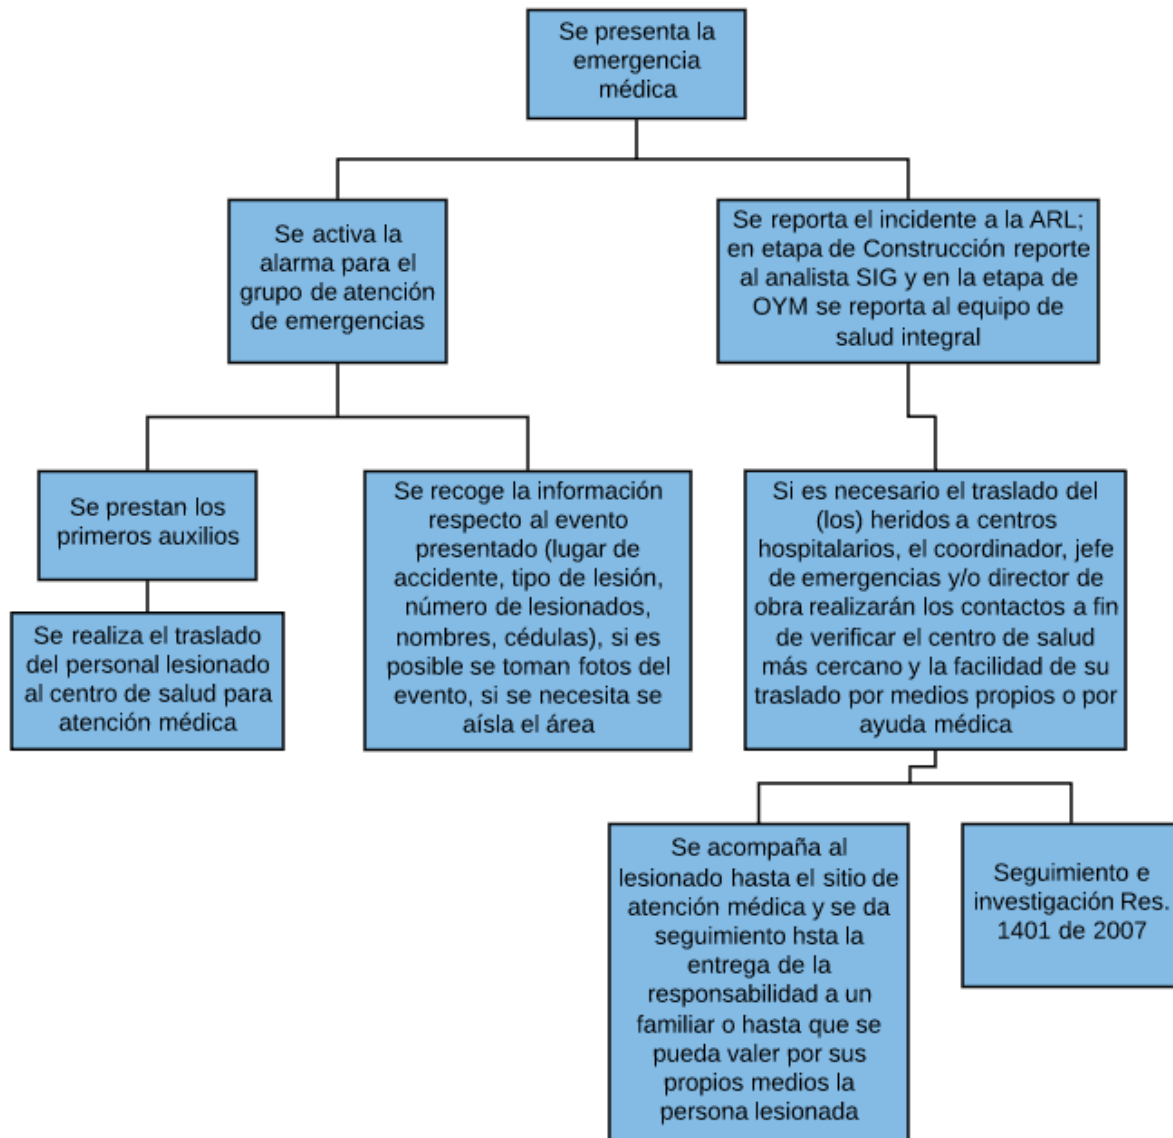 Se presenta la
emergencia
médica
Se activa la
alarma para el
grupo de atención
de emergencias
Se reporta el incidente a la ARL;
en etapa de Construcción reporte
al analista SIG y en la etapa de
OYM se reporta al equipo de
salud integral
Se prestan los
primeros auxilios
Se recoge la información
respecto al evento
presentado (lugar de
accidente, tipo de lesión,
número de lesionados,
nombres, cédulas), si es
posible se toman fotos del
evento, si se necesita se
aísla el área
Si es necesario el traslado del
(los) heridos a centros
hospitalarios, el coordinador, jefe
de emergencias y/o director de
obra realizarán los contactos a fin
de verificar el centro de salud
más cercano y la facilidad de su
traslado por medios propios o por
ayuda médica
Se realiza el traslado
del personal lesionado
al centro de salud para
atención médica
Se acompaña al
lesionado hasta el sitio de
atención médica y se da
seguimiento hsta la
entrega de la
responsabilidad a un
familiar o hasta que se
pueda valer por sus
propios medios la
persona lesionada
Seguimiento e
investigación Res.
1401 de 2007